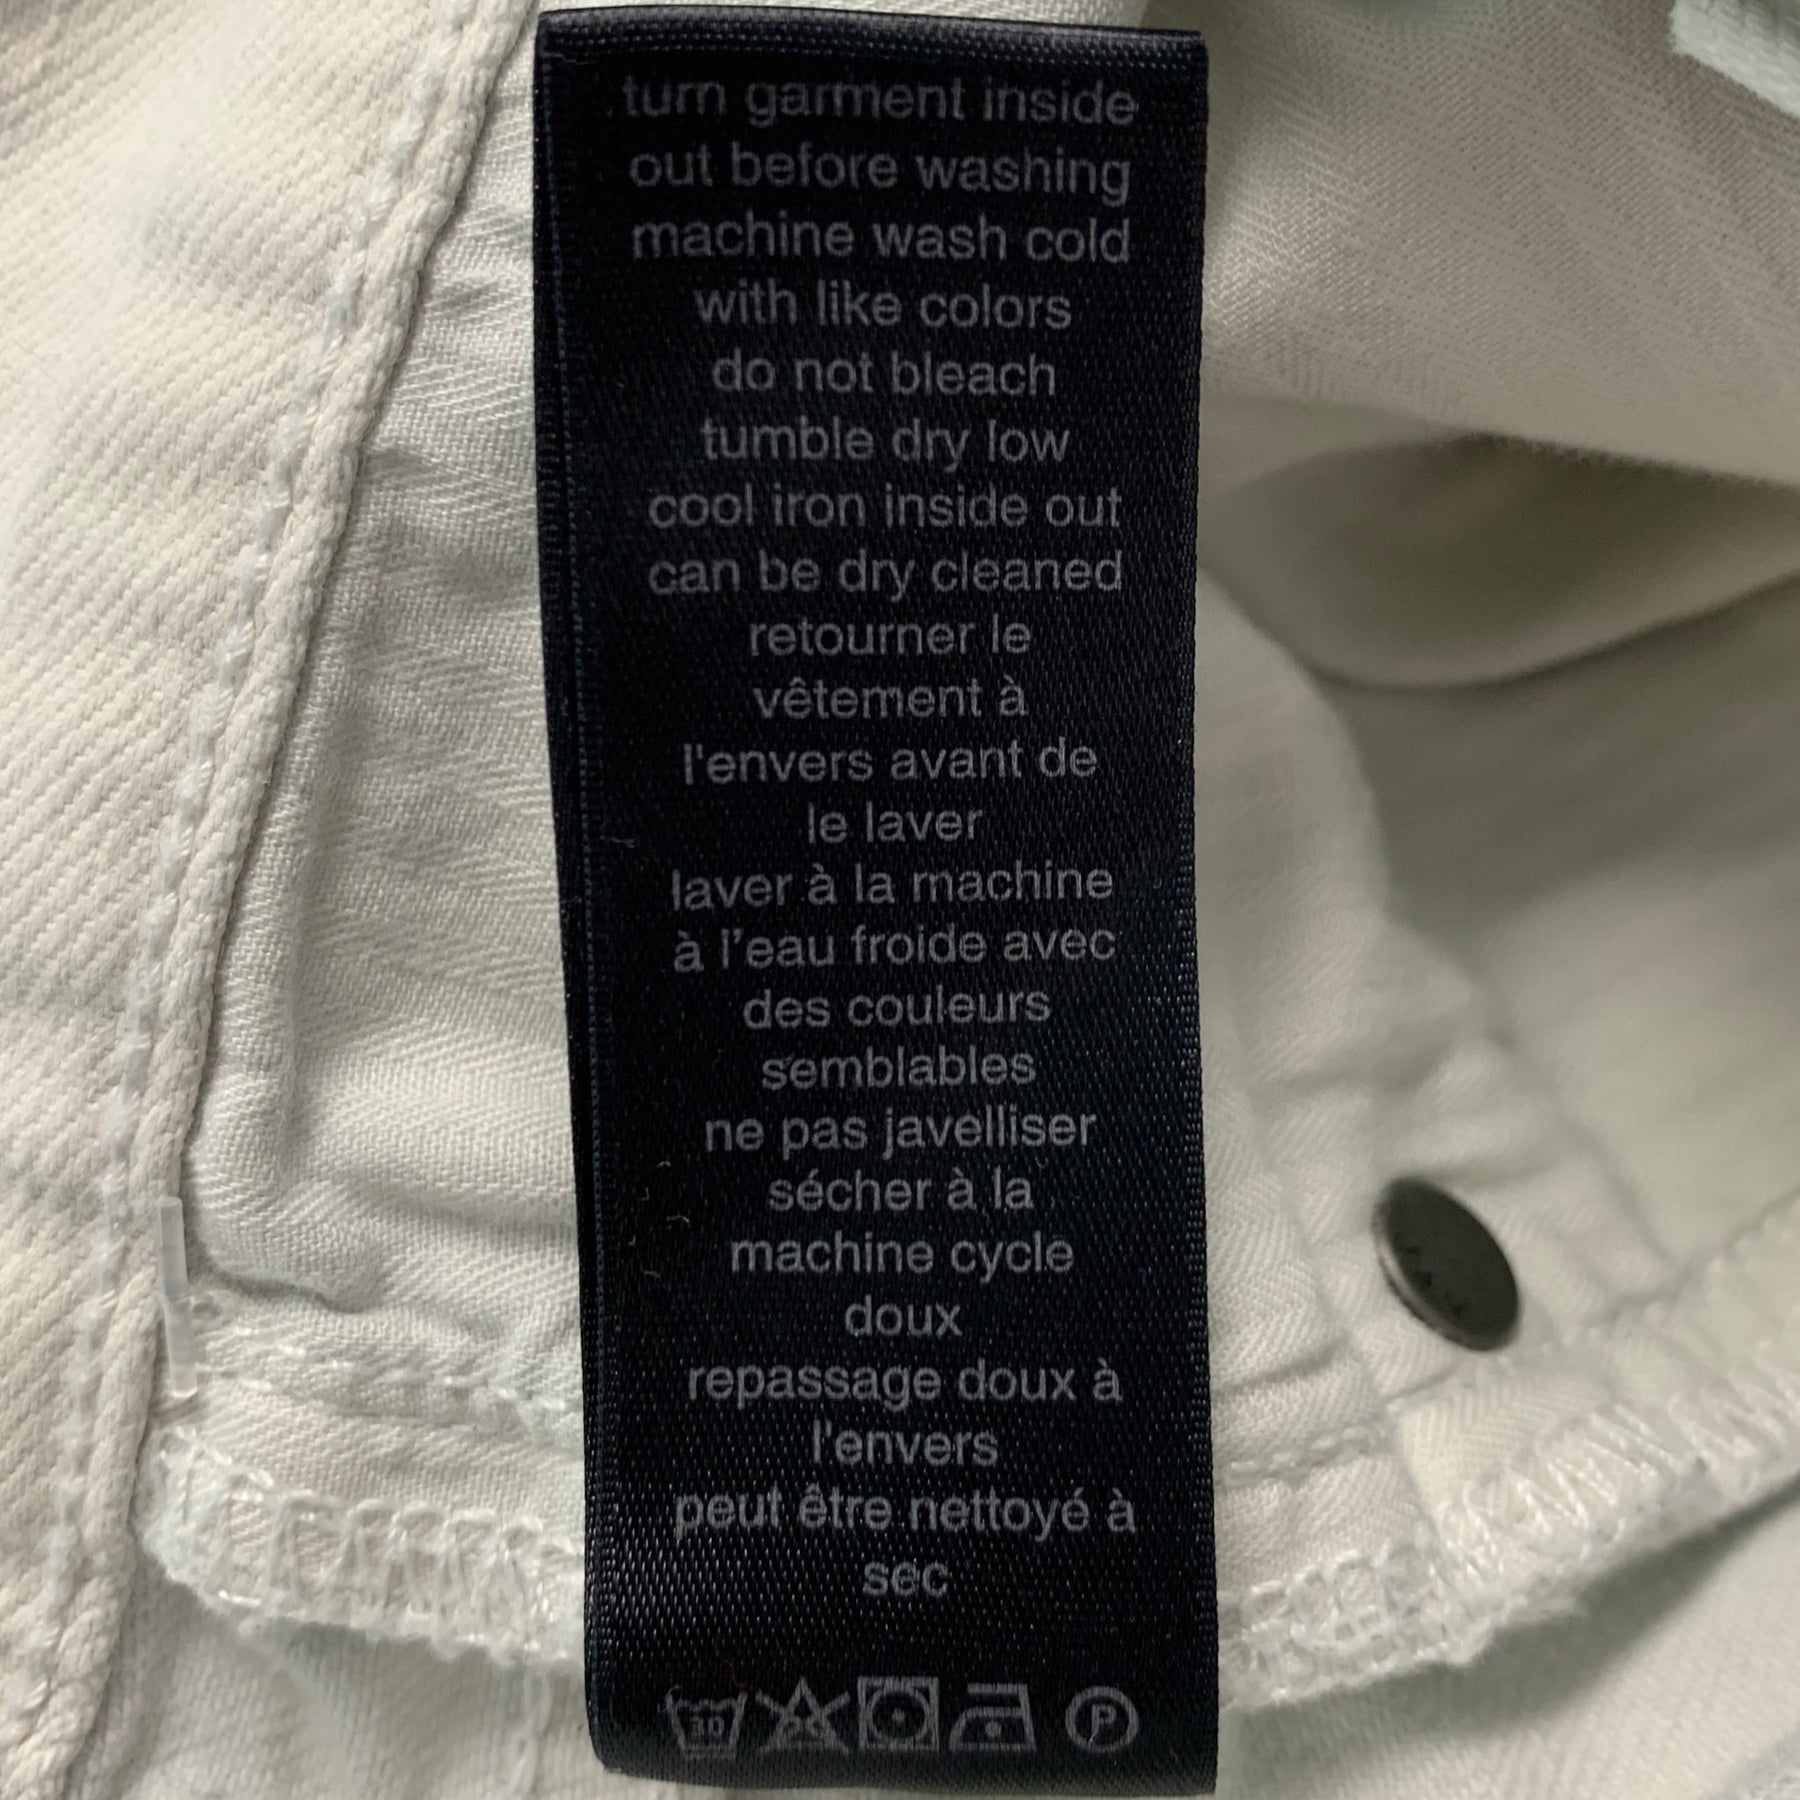 turn garment inside
out before washing
machine wash cold
with like colors
do not bleach
tumble dry low
cool iron inside out
can be dry cleaned
retourner le
vêtement à
l'envers avant de
le laver
laver à la machine
à l'eau froide avec
des couleurs
semblables
ne pas javelliser
sécher à la
machine cycle
doux
repassage doux à
l'envers
peut être nettoyé à
sec
30 P